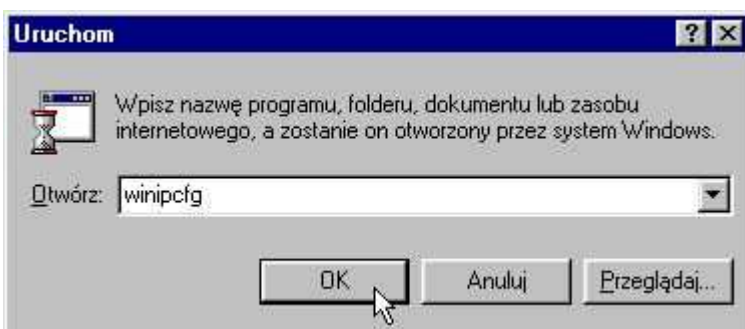 Uruchom
Wpisz nazwę programu, folderu, dokumentu lub zasobu
internetowego, a zostanie on otworzony przez system Windows.
Otwórz: winipcfg
OK Anuluj Przeglądaj...